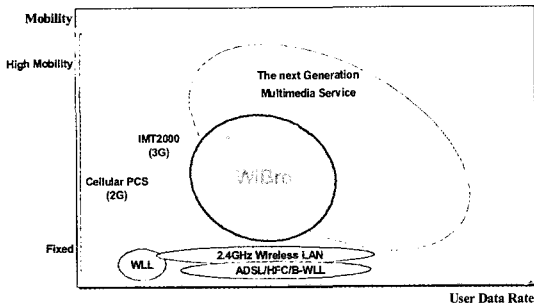 Mobility
High Mobility
The next Generation
Multimedia Service
IMT2000
(3G)
WiBro
Cellular PCS
(2G)
Fixed
2.4GHz Wireless LAN
WLL
ADSL/HFC/B-WLL
User Data Rate